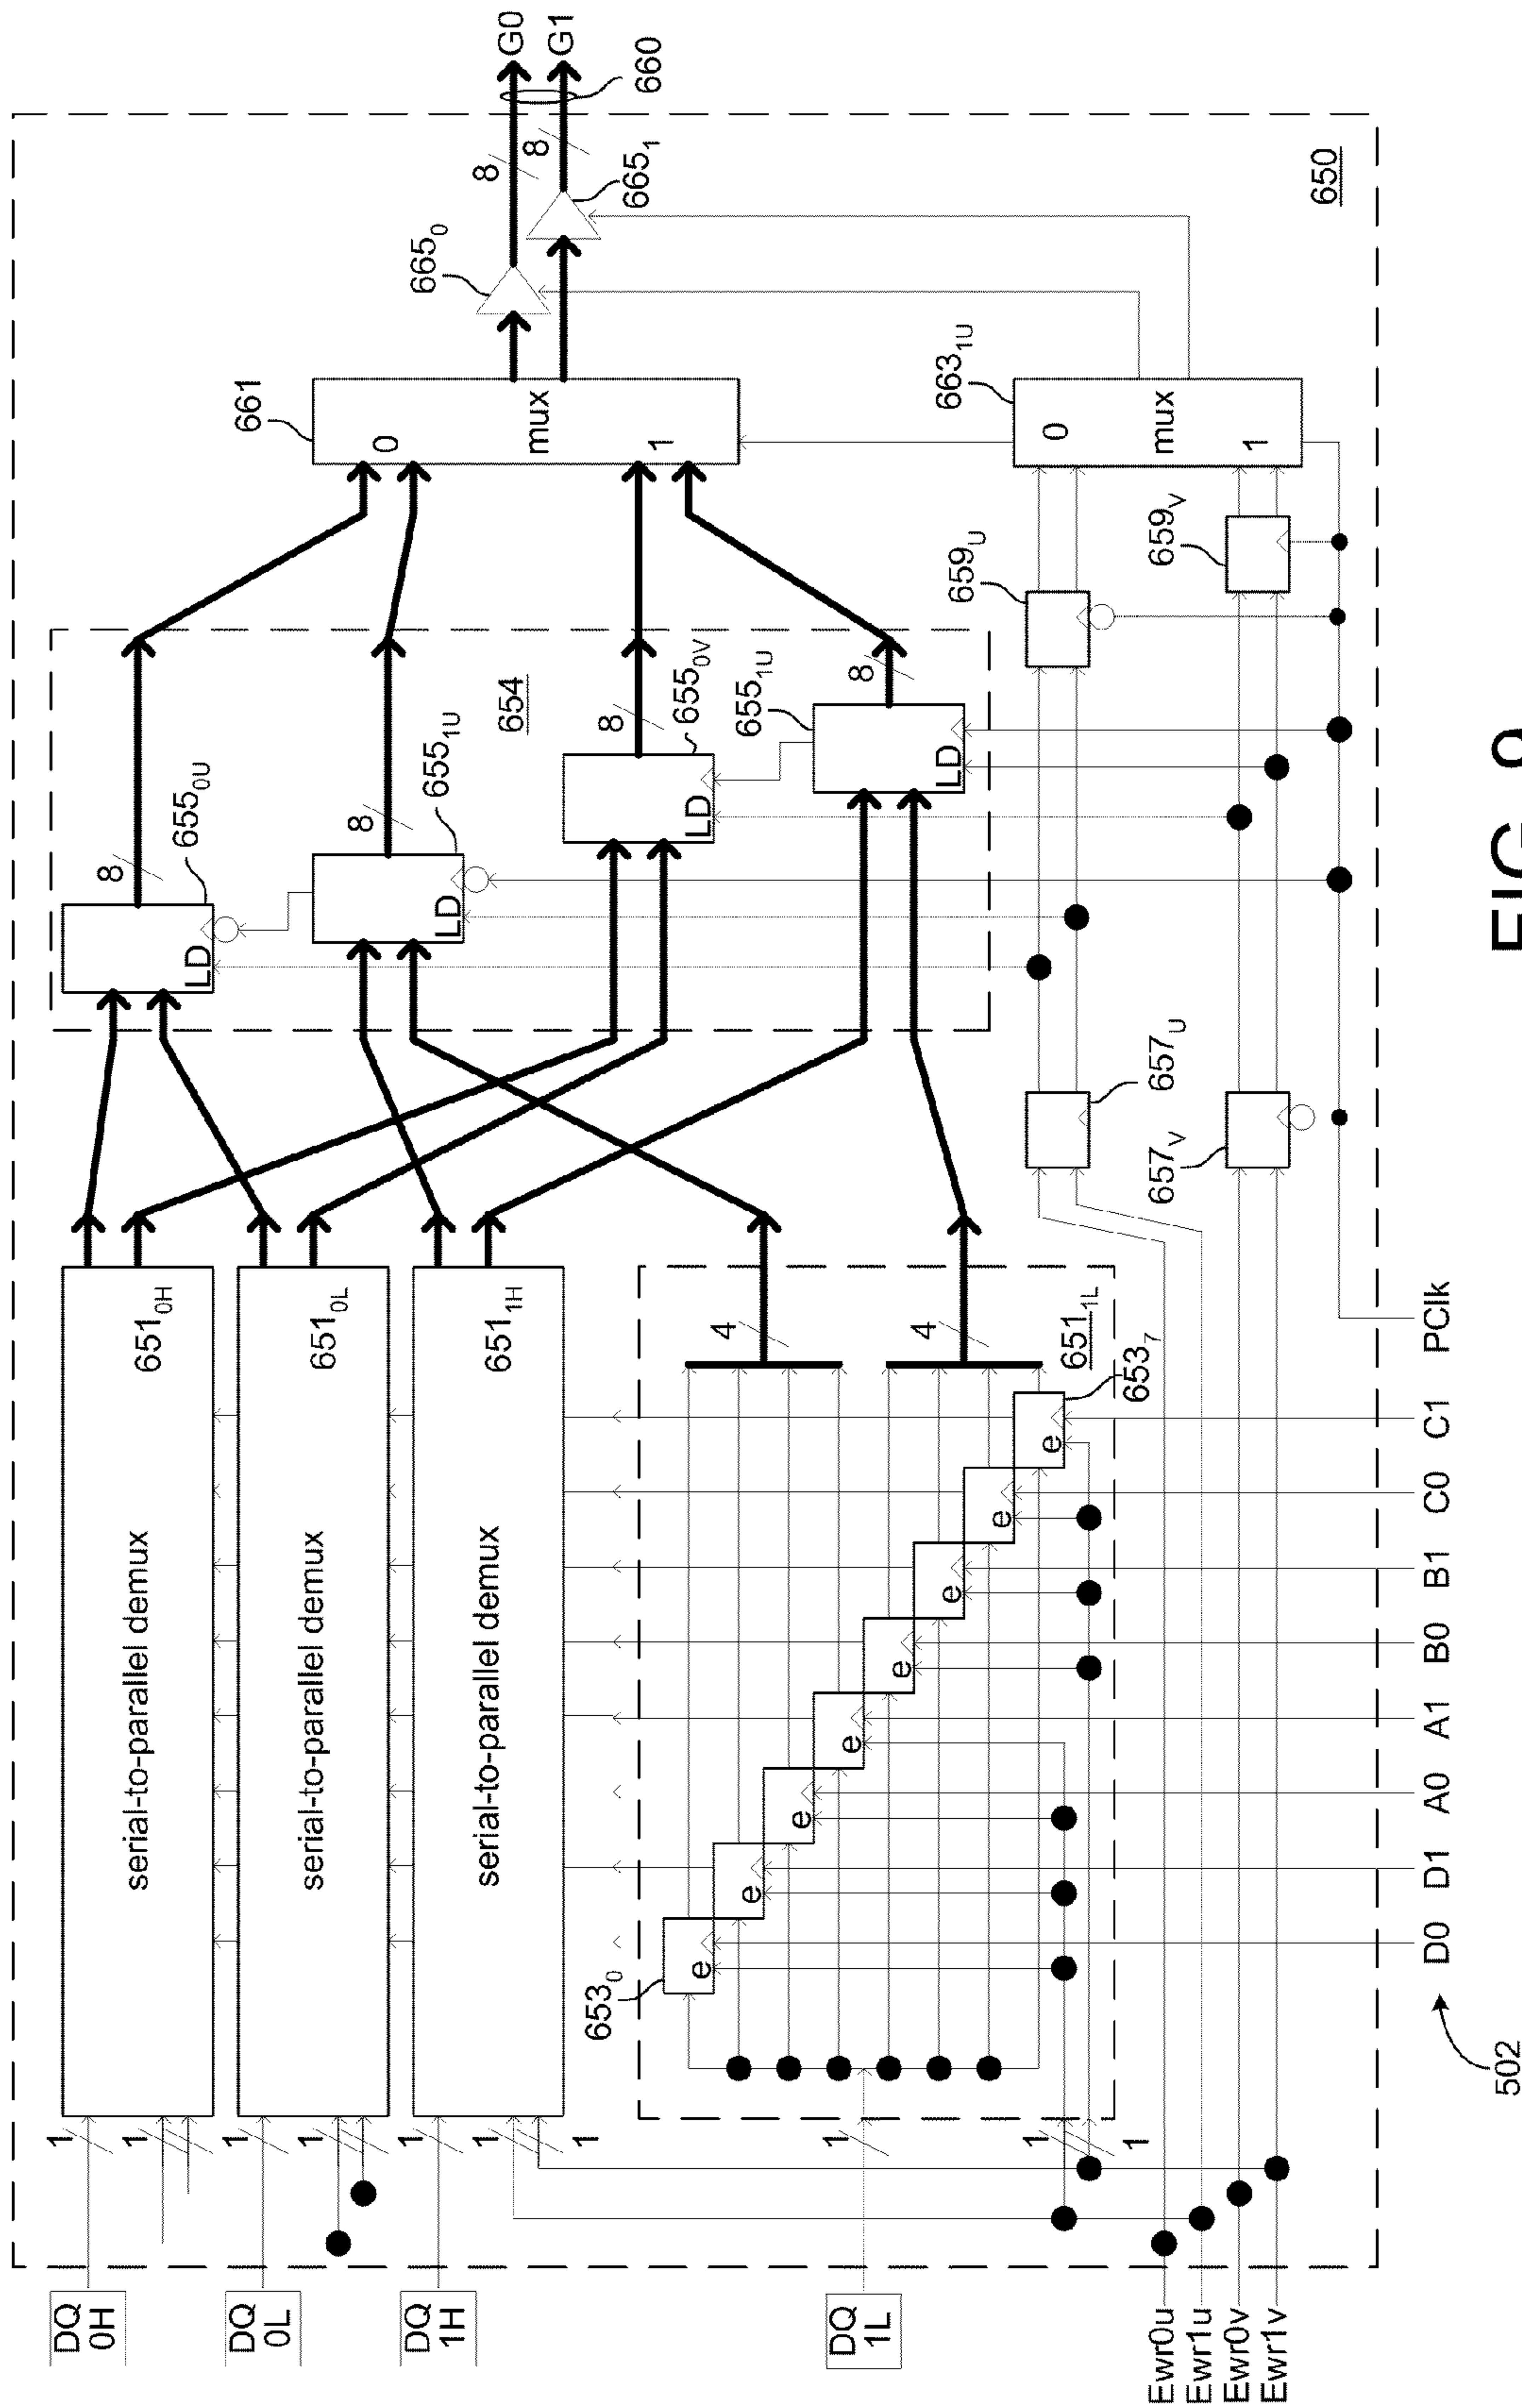 DQ 0H
DQ 0L
DQ 1H
DQ 1L
Ewr0u
Ewr1u
Ewr0v
Ewr1v
1
1
1
1
1
1
1
1
1
1
serial-to-parallel demux
651₀H
serial-to-parallel demux
651₀L
serial-to-parallel demux
651₁H
653₀
e
e
e
e
e
e
e
e
653₇
651₁L
4
4
502
D0
D1
A0
A1
B0
B1
C0
C1
PClk
657V
657U
LD
655₀U
8
LD
655₁U
8
654
LD
655₀V
8
LD
655₁U
8
659U
659V
661
0
mux
1
663₁U
0
mux
1
665₀
665₁
8
8
G0
G1
660
650